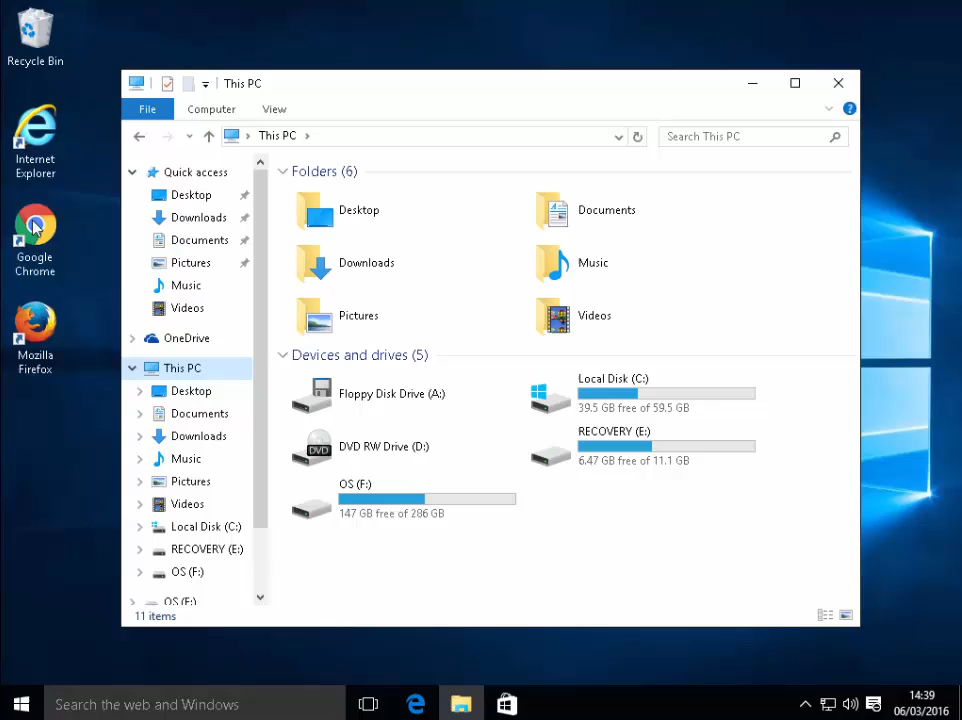 Recycle Bin
Internet
Explorer
Google
Chrome
Mozilla
Firefox
This PC
File
Computer
View
This PC
Search This PC
Quick access
Desktop
Downloads
Documents
Pictures
Music
Videos
OneDrive
This PC
Desktop
Documents
Downloads
Music
Pictures
Videos
Local Disk (C:)
RECOVERY (E:)
OS (F:)
OS (F:)
11 items
Folders (6)
Desktop
Documents
Downloads
Music
Pictures
Videos
Devices and drives (5)
Floppy Disk Drive (A:)
Local Disk (C:)
39.5 GB free of 59.5 GB
DVD
DVD RW Drive (D:)
RECOVERY (E:)
6.47 GB free of 11.1 GB
OS (F:)
147 GB free of 286 GB
Search the web and Windows
14:39
06/03/2016